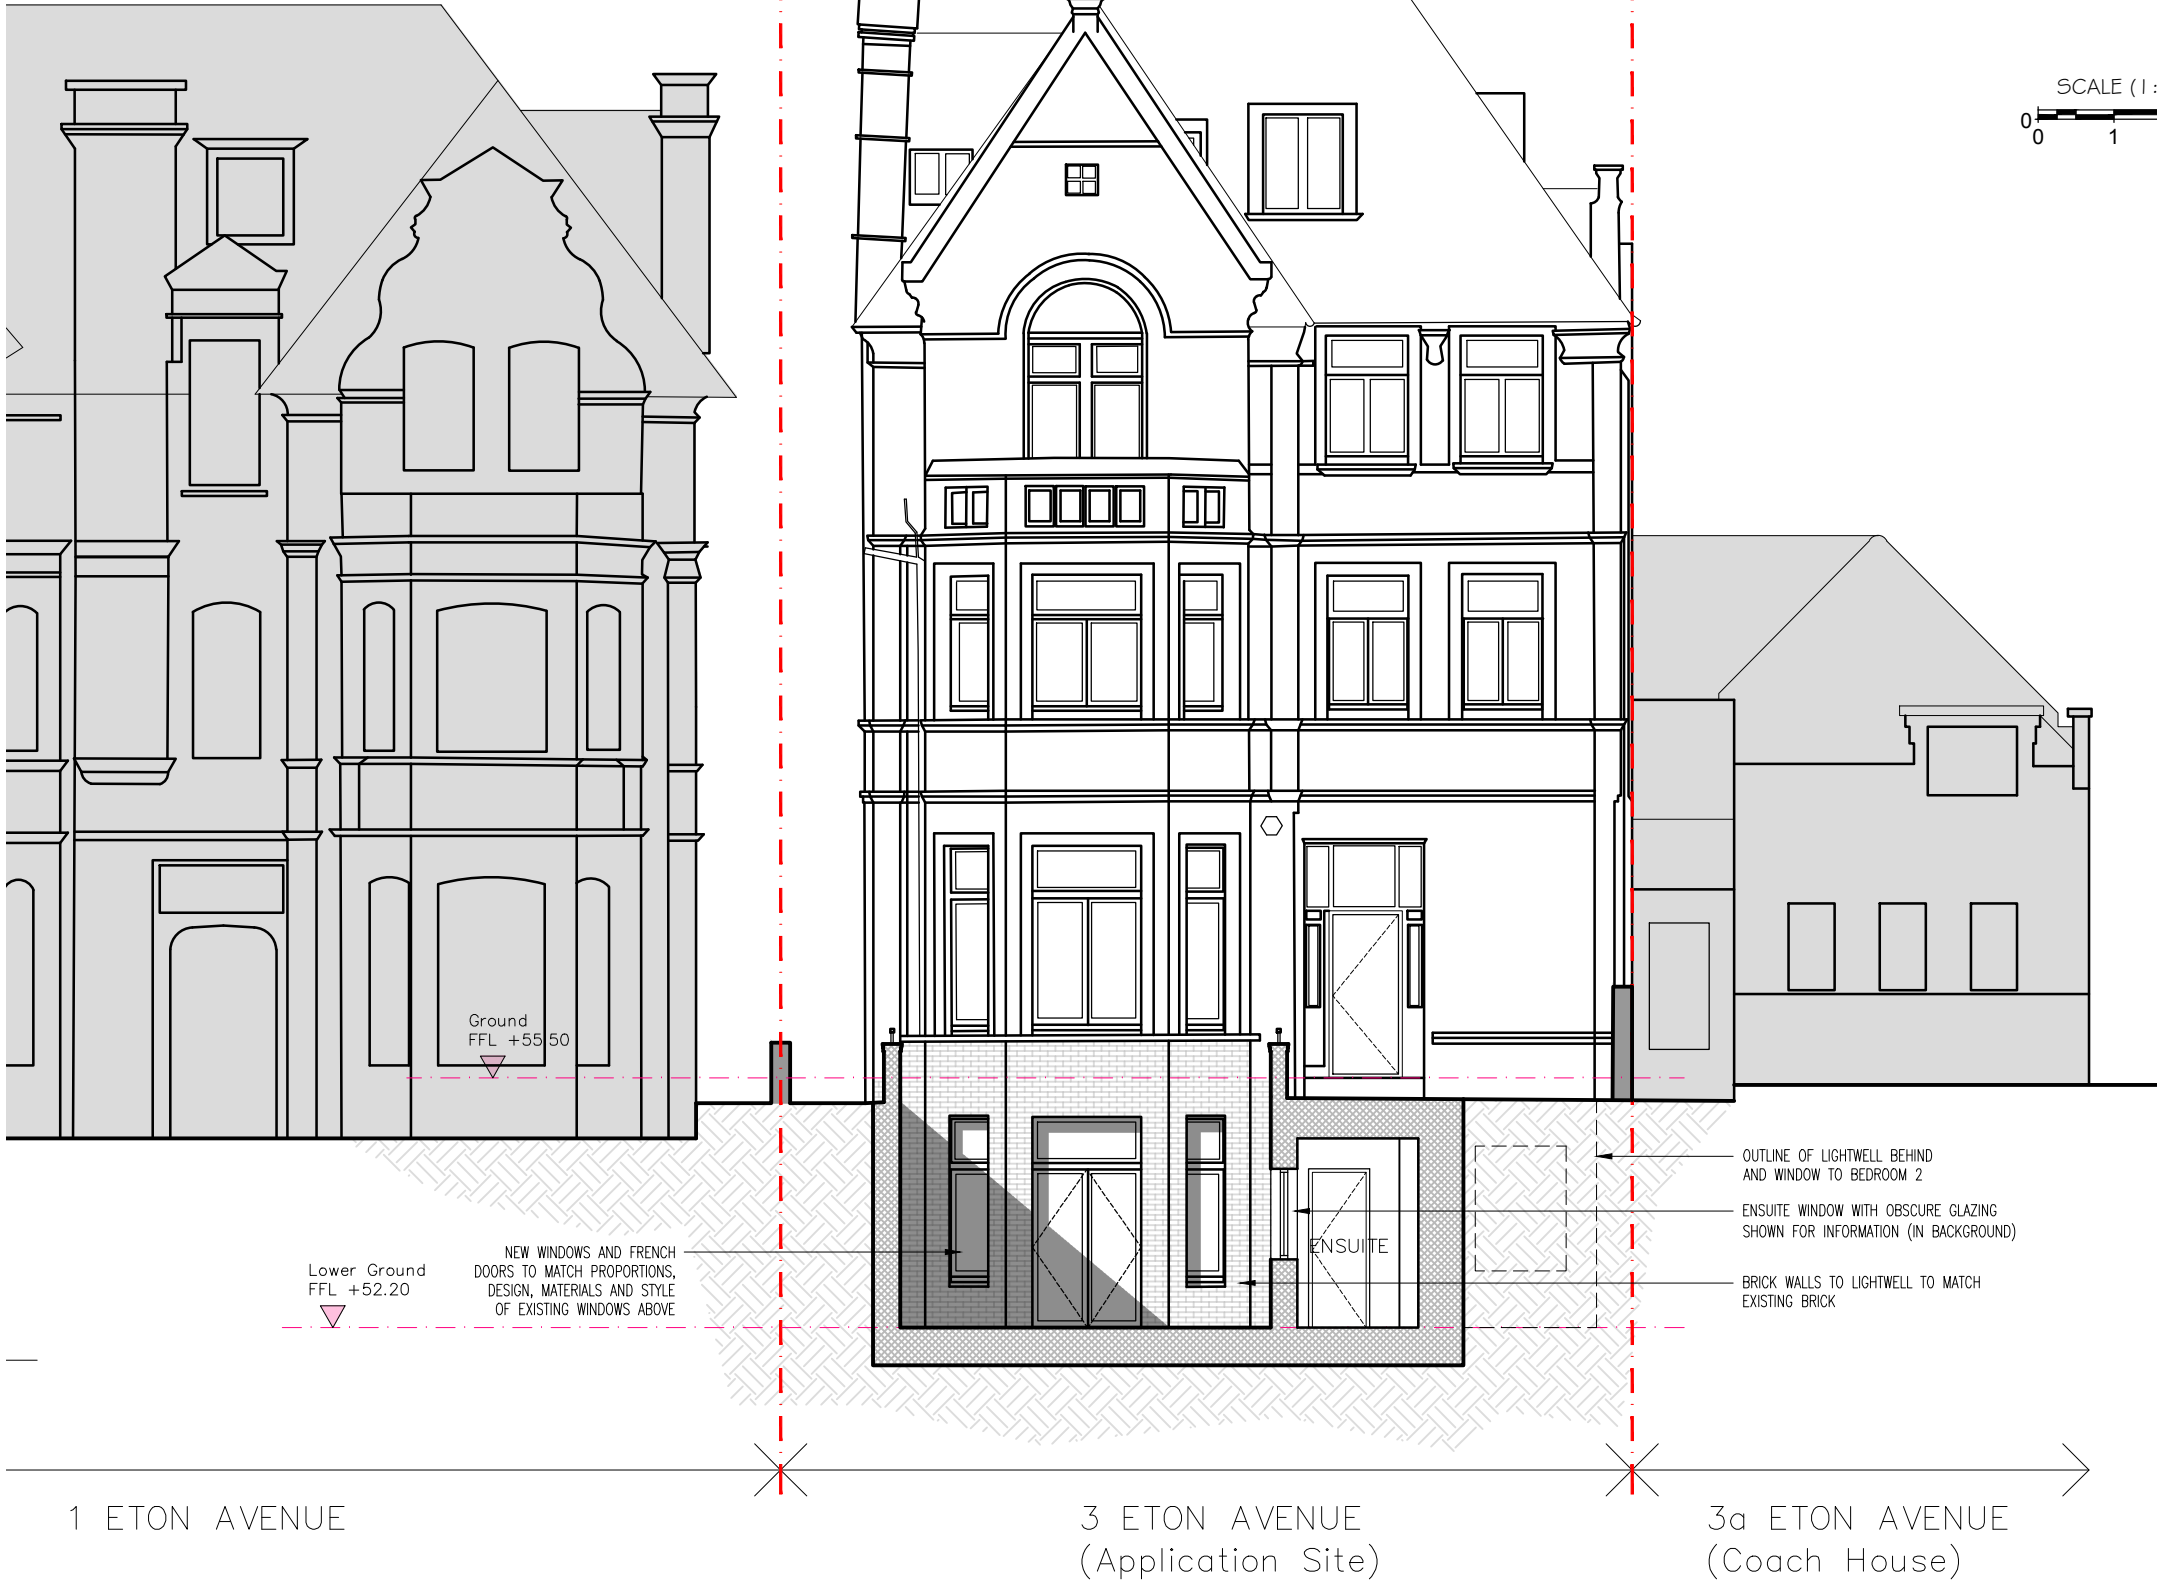 SCALE (1:
0
0 1
Ground
FFL +55.50
OUTLINE OF LIGHTWELL BEHIND
AND WINDOW TO BEDROOM 2
ENSUITE WINDOW WITH OBSCURE GLAZING
SHOWN FOR INFORMATION (IN BACKGROUND)
ENSUITE
NEW WINDOWS AND FRENCH
DOORS TO MATCH PROPORTIONS,
DESIGN, MATERIALS AND STYLE
OF EXISTING WINDOWS ABOVE
Lower Ground
FFL +52.20
BRICK WALLS TO LIGHTWELL TO MATCH
EXISTING BRICK
1 ETON AVENUE
3 ETON AVENUE
(Application Site)
3a ETON AVENUE
(Coach House)